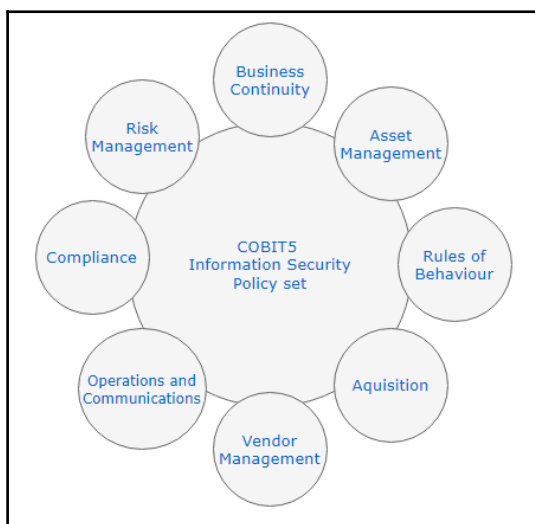 Business
Continuity
Risk
Management
Asset
Management
Compliance
COBIT5
Information Security
Policy set
Rules of
Behaviour
Operations and
Communications
Aquisition
Vendor
Management